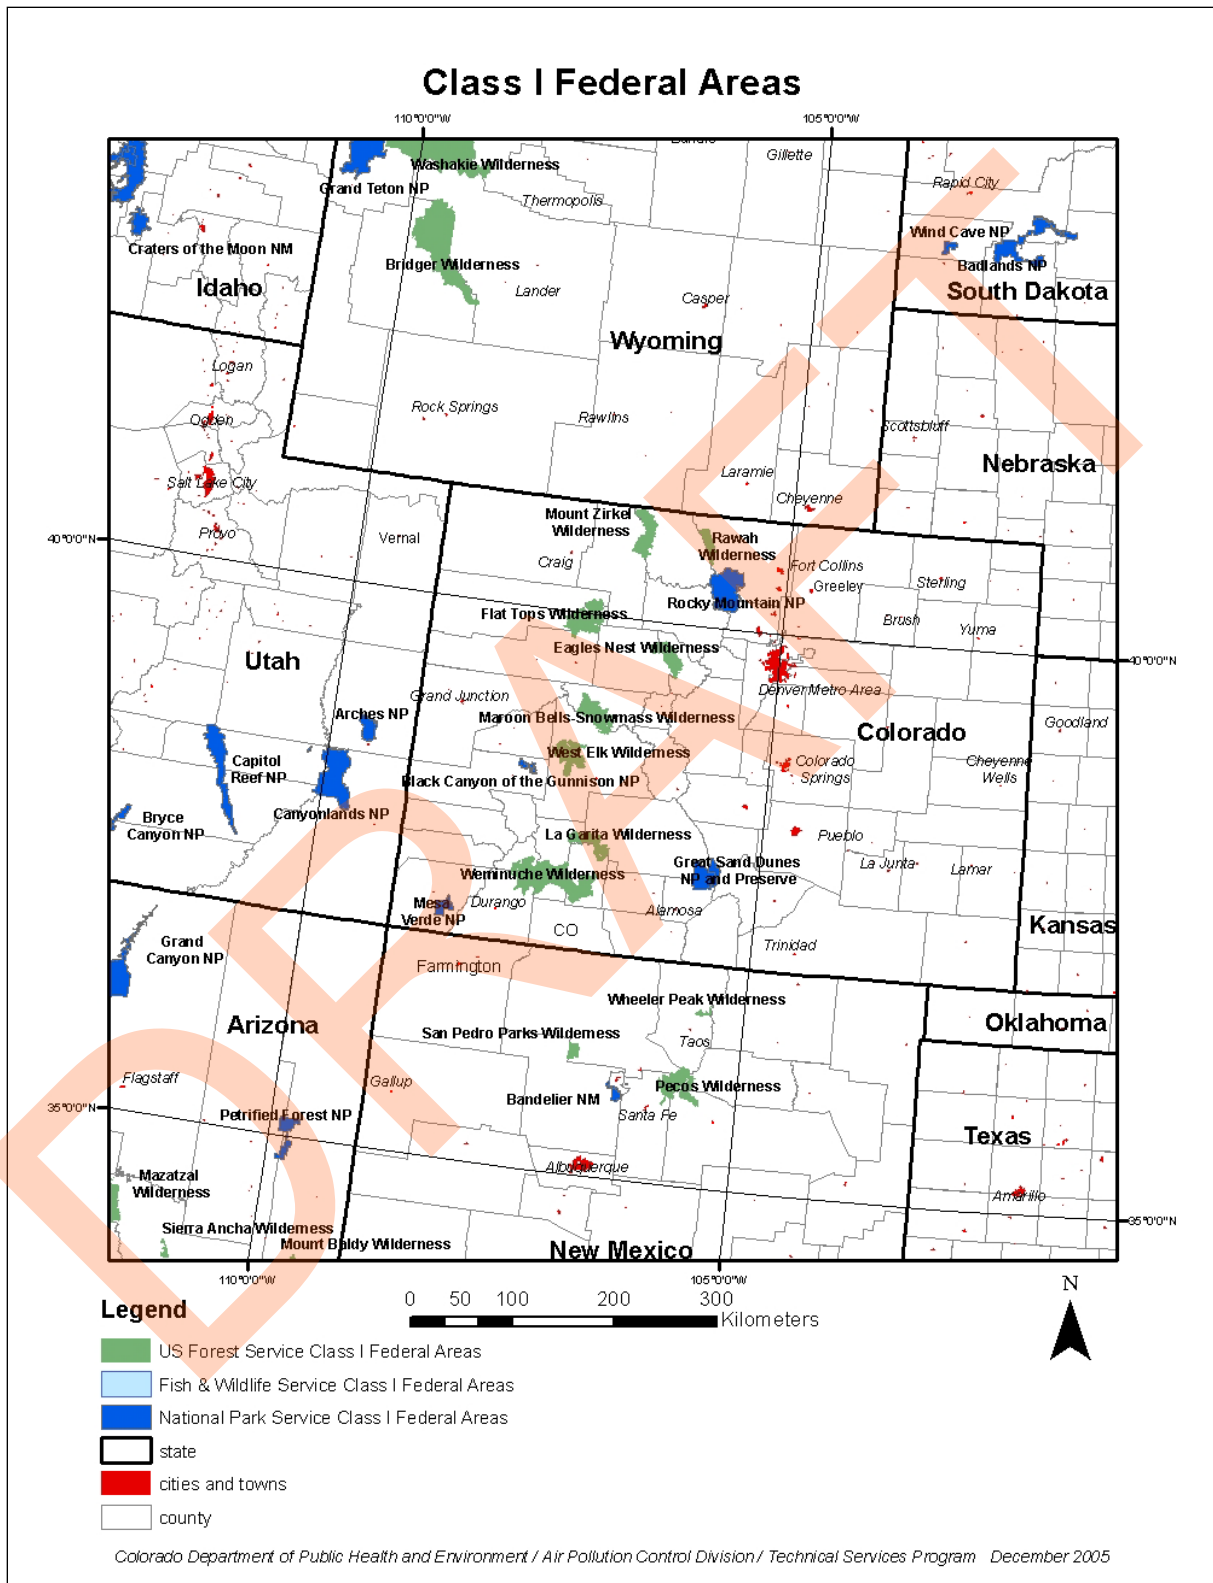 Class I Federal Areas
110°0'0"W
105°0'0"W
Gillette
Washakie Wilderness
Grand Teton NP
Thermopolis
Rapid City
Wind Cave NP
Badlands NP
Craters of the Moon NM
Bridger Wilderness
Idaho
Lander
Casper
South Dakota
Wyoming
Logan
Rock Springs
Rawlins
Ogden
Scottsbluff
Nebraska
Laramie
Salt Lake City
Cheyenne
Mount Zirkel
Wilderness
Provo
Vernal
40°0'0"N
Rawah
Wilderness
Craig
Fort Collins
Greeley
Sterling
Rocky Mountain NP
Flat Tops Wilderness
Brush
Yuma
Eagles Nest Wilderness
Utah
40°0'0"N
Denver Metro Area
Grand Junction
Arches NP
Maroon Bells-Snowmass Wilderness
Goodland
Colorado
West Elk Wilderness
Capitol
Reef NP
Colorado
Springs
Cheyenne
Wells
Black Canyon of the Gunnison NP
Canyonlands NP
Bryce
Canyon NP
La Garita Wilderness
Pueblo
Great Sand Dunes
NP and Preserve
La Junta
Lamar
Weminuche Wilderness
Mesa
Verde NP
Durango
Alamosa
CO
Kansas
Trinidad
Grand
Canyon NP
Farmington
Wheeler Peak Wilderness
Arizona
San Pedro Parks Wilderness
Taos
Oklahoma
Flagstaff
Gallup
Pecos Wilderness
Bandelier NM
Santa Fe
35°0'0"N
Petrified Forest NP
Texas
Albuquerque
Mazatzal
Wilderness
Amarillo
35°0'0"N
Sierra Ancha Wilderness
Mount Baldy Wilderness
New Mexico
110°0'0"W
105°0'0"W
DRAFT
N
0 50 100 200 300
Kilometers
Legend
US Forest Service Class I Federal Areas
Fish & Wildlife Service Class I Federal Areas
National Park Service Class I Federal Areas
state
cities and towns
county
Colorado Department of Public Health and Environment / Air Pollution Control Division / Technical Services Program December 2005